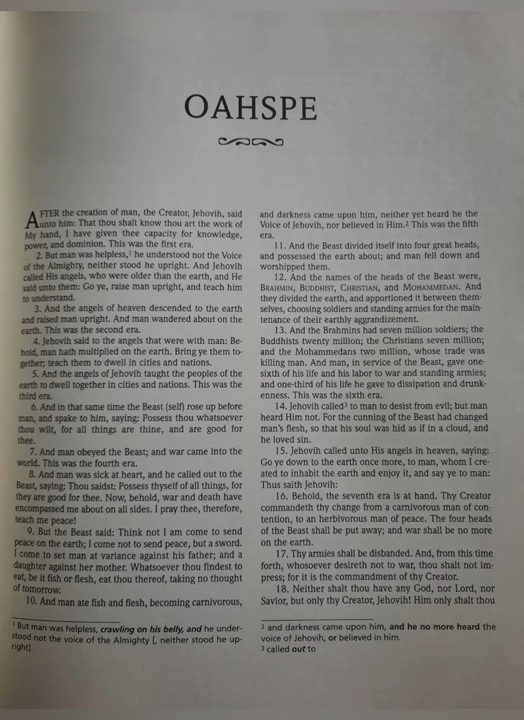 OAHSPE
AFTER the creation of man, the Creator, Jehovih, said
unto him: That thou shalt know thou art the work of
My hand, I have given thee capacity for knowledge,
power, and dominion. This was the first era.
2. But man was helpless,¹ he understood not the Voice
of the Almighty, neither stood he upright. And Jehovih
called His angels, who were older than the earth, and He
said unto them: Go ye, raise man upright, and teach him
to understand.
3. And the angels of heaven descended to the earth
and raised man upright. And man wandered about on the
earth. This was the second era.
4. Jehovih said to the angels that were with man: Be-
hold, man hath multiplied on the earth. Bring ye them to-
gether; teach them to dwell in cities and nations.
5. And the angels of Jehovih taught the peoples of the
earth to dwell together in cities and nations. This was the
third era.
6. And in that same time the Beast (self) rose up before
man, and spake to him, saying: Possess thou whatsoever
thou wilt, for all things are thine, and are good for
thee.
7. And man obeyed the Beast; and war came into the
world. This was the fourth era.
8. And man was sick at heart, and he called out to the
Beast, saying: Thou saidst: Possess thyself of all things, for
they are good for thee. Now, behold, war and death have
encompassed me about on all sides. I pray thee, therefore,
teach me peace!
9. But the Beast said: Think not I am come to send
peace on the earth; I come not to send peace, but a sword.
I come to set man at variance against his father; and a
daughter against her mother. Whatsoever thou findest to
eat, be it fish or flesh, eat thou thereof, taking no thought
of tomorrow.
10. And man ate fish and flesh, becoming carnivorous,
¹ But man was helpless, crawling on his belly, and he under-
stood not the voice of the Almighty [, neither stood he up-
right].
and darkness came upon him, neither yet heard he the
Voice of Jehovih, nor believed in Him.² This was the fifth
era.
11. And the Beast divided itself into four great heads,
and possessed the earth about; and man fell down and
worshipped them.
12. The names of the heads of the Beast were,
BRAHMIN, BUDDHIST, CHRISTIAN, and MOHAMMEDAN. And
they divided the earth, and apportioned it between them-
selves, choosing soldiers and standing armies for the main-
tenance of their earthly aggrandizement.
13. And the Brahmins had seven million soldiers; the
Buddhists twenty million; the Christians seven million;
and the Mohammedans two million, whose trade was
killing man. And man, in service of the Beast, gave one-
sixth of his life and his labor to war and standing armies;
and one-third of his life he gave to dissipation and drunk-
enness. This was the sixth era.
14. Jehovih called³ to man to desist from evil; but man
heard Him not. For the cunning of the Beast had changed
man's flesh, so that his soul was hid as if in a cloud, and
he loved sin.
15. Jehovih called unto His angels in heaven, saying:
Go ye down to the earth once more, to man, whom I cre-
ated to inhabit the earth and enjoy it, and say ye to man:
Thus saith Jehovih:
16. Behold, the seventh era is at hand. Thy Creator
commandeth thy change from a carnivorous man of con-
tention, to an herbivorous man of peace. The four heads
of the Beast shall be put away; and war shall be no more
on the earth.
17. Thy armies shall be disbanded. And, from this time
forth, whosoever desireth not to war, thou shalt not im-
press; for it is the commandment of thy Creator.
18. Neither shalt thou have any God, nor Lord, nor
Savior, but only thy Creator, Jehovih! Him only shalt thou
² and darkness came upon him, and he no more heard the
voice of Jehovih, or believed in him.
³ called out to